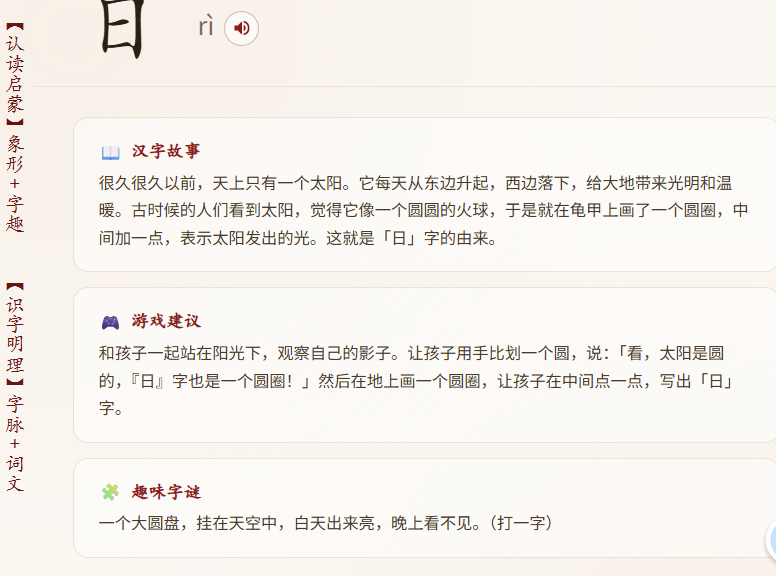 日
rì
【认读启蒙】象形+字趣
【识字明理】字脉+词文
汉字故事
很久很久以前，天上只有一个太阳。它每天从东边升起，西边落下，给大地带来光明和温
暖。古时候的人们看到太阳，觉得它像一个圆圆的火球，于是就在龟甲上画了一个圆圈，中
间加一点，表示太阳发出的光。这就是「日」字的由来。
游戏建议
和孩子一起站在阳光下，观察自己的影子。让孩子用手比划一个圆，说：「看，太阳是圆
的，『日』字也是一个圆圈！」然后在地上画一个圆圈，让孩子在中间点一点，写出「日」
字。
趣味字谜
一个大圆盘，挂在天空中，白天出来亮，晚上看不见。（打一字）